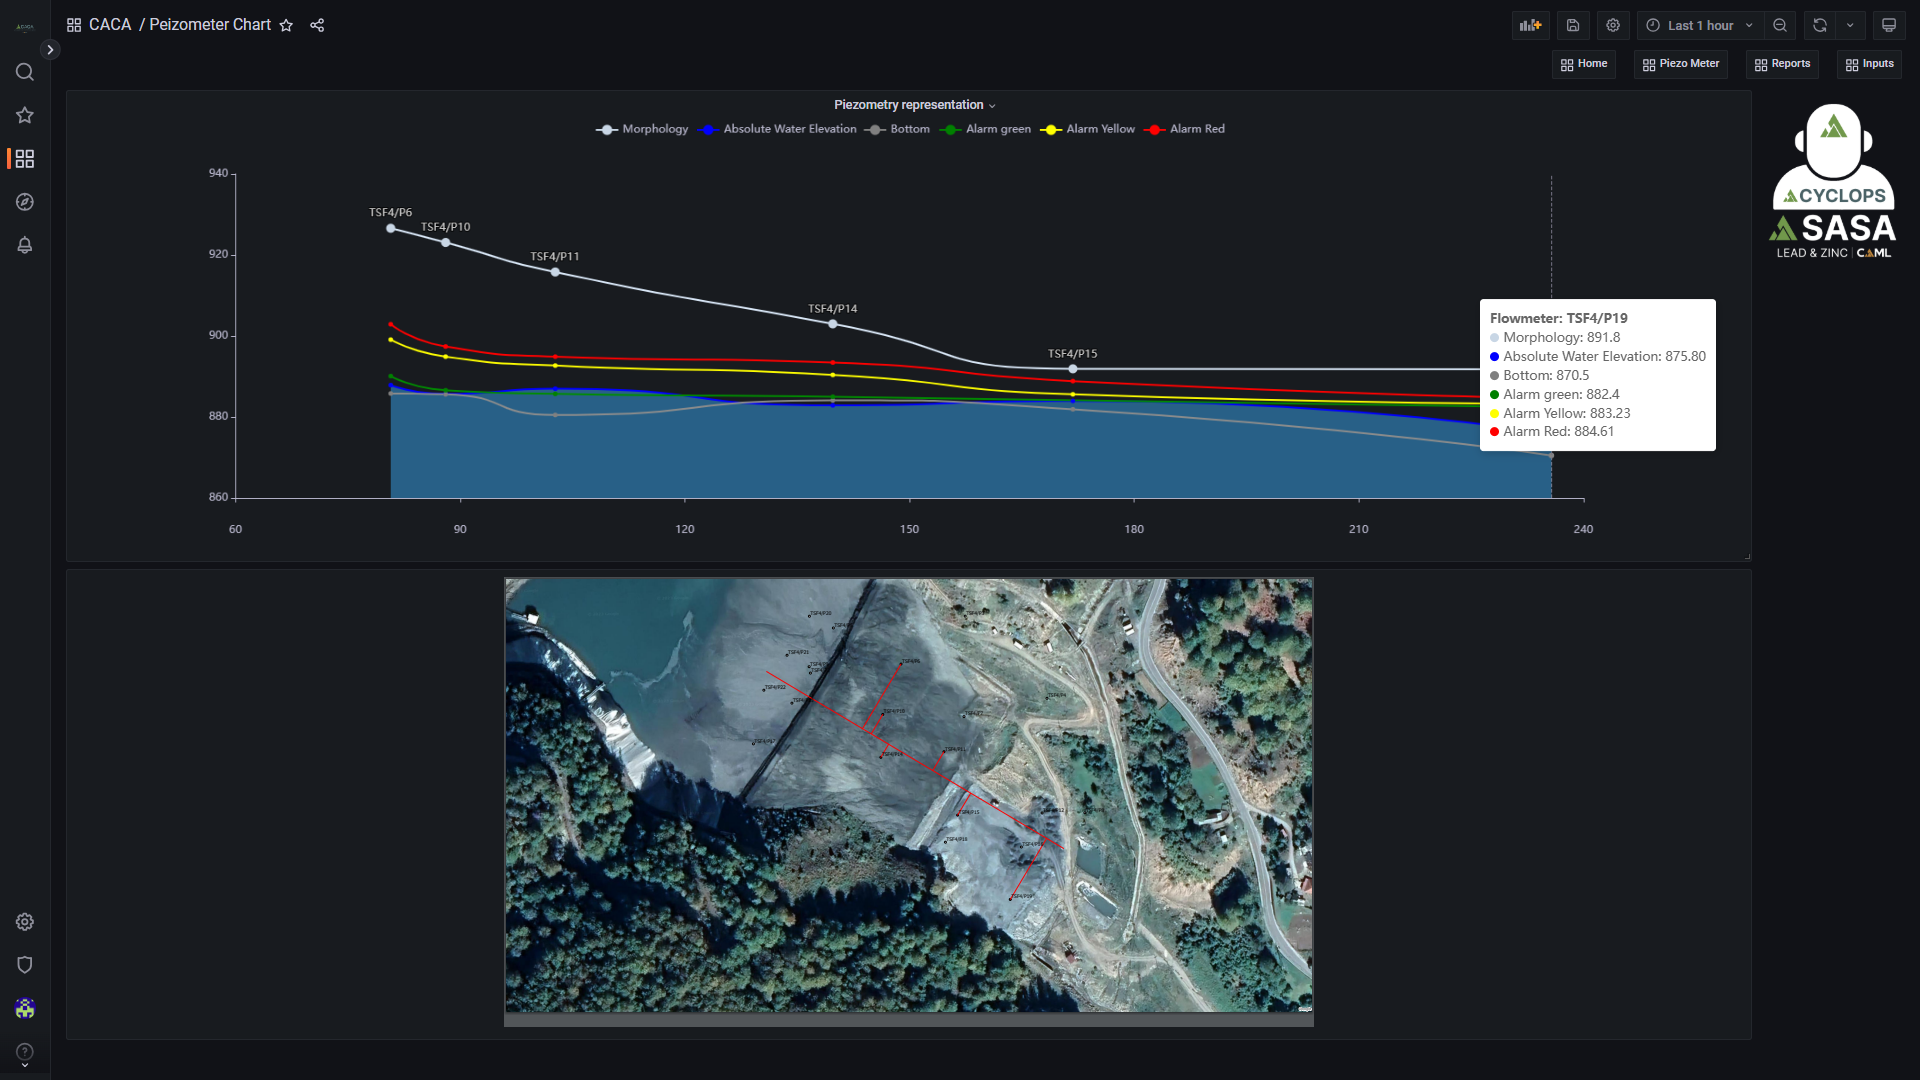 CACA / Peizometer Chart
Last 1 hour
Home
Piezo Meter
Reports
Inputs
Piezometry representation
Morphology
Absolute Water Elevation
Bottom
Alarm green
Alarm Yellow
Alarm Red
ACYCLOPS
SASA
LEAD & ZINC | CAML
940
920
900
880
860
TSF4/P6
TSF4/P10
TSF4/P11
TSF4/P14
TSF4/P15
Flowmeter: TSF4/P19
Morphology: 891.8
Absolute Water Elevation: 875.80
Bottom: 870.5
Alarm green: 882.4
Alarm Yellow: 883.23
Alarm Red: 884.61
60
90
120
150
180
210
240